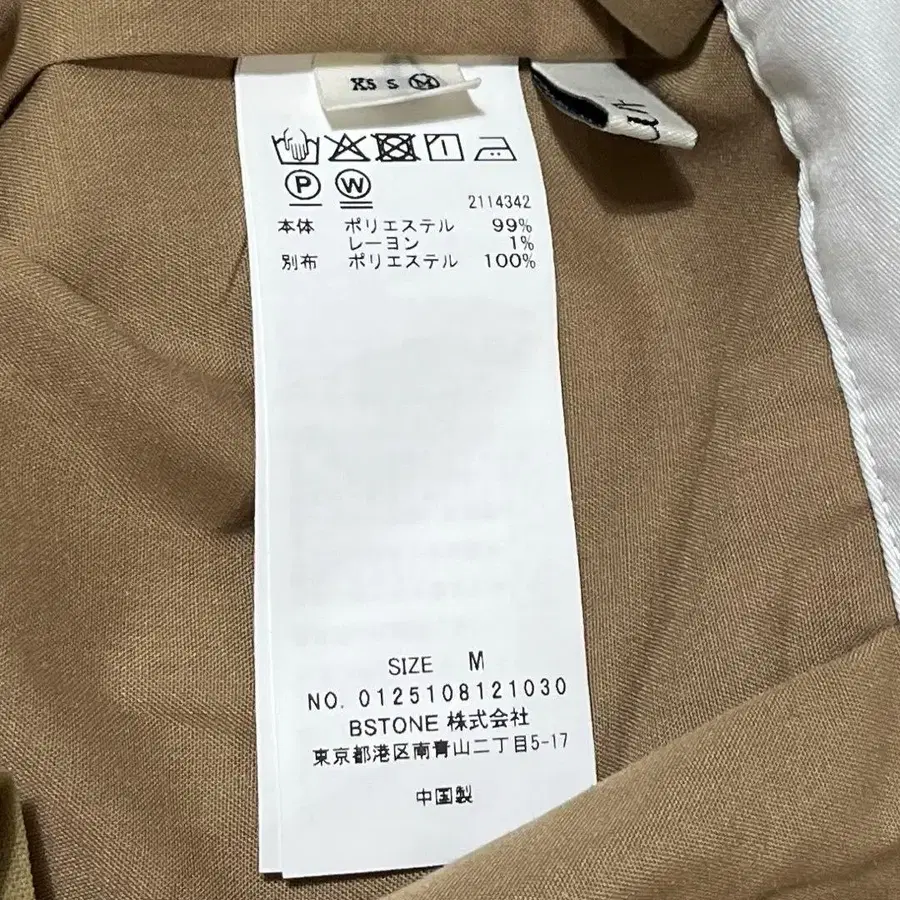 XS S M
P W
2114342
本体 ポリエステル 99%
レーヨン 1%
別布 ポリエステル 100%
SIZE M
NO. 0125108121030
BSTONE 株式会社
東京都港区南青山二丁目5-17
中国製